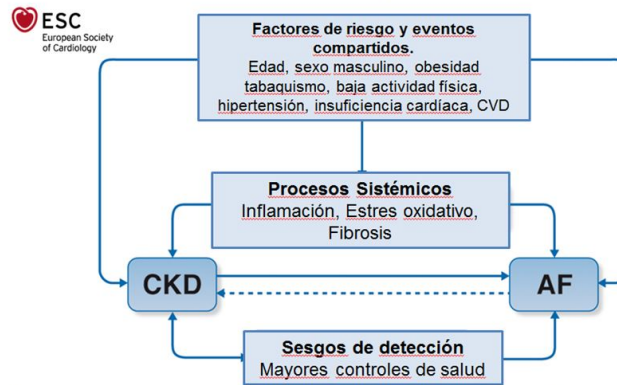 ESC
European Society
of Cardiology
Factores de riesgo y eventos
compartidos.
Edad, sexo masculino, obesidad
tabaquismo, baja actividad física,
hipertensión, insuficiencia cardíaca, CVD
Procesos Sistémicos
Inflamación, Estres oxidativo,
Fibrosis
CKD
AF
Sesgos de detección
Mayores controles de salud